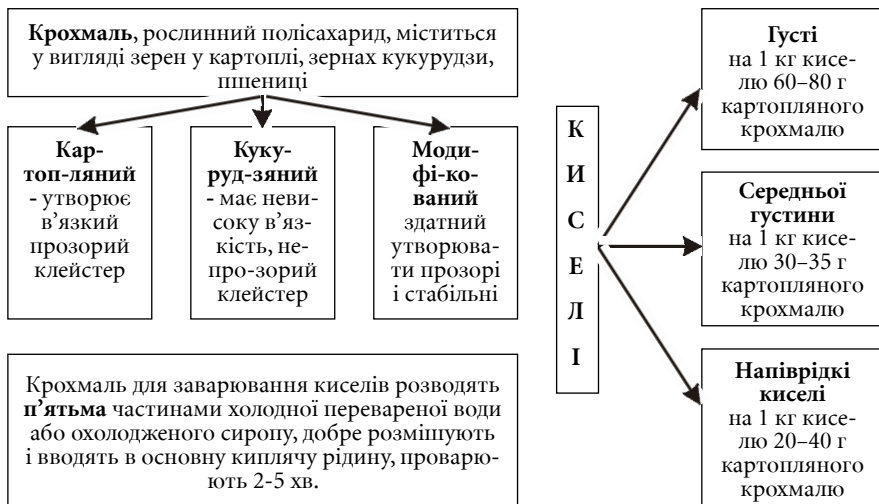 Крохмаль, рослинний полісахарид, міститься
у вигляді зерен у картоплі, зернах кукурудзи,
пшениці
Кар-
топ-ляний
- утворює
в’язкий
прозорий
клейстер
Куку-
руд-зяний
- має неви-
соку в’яз-
кість, не-
про-зорий
клейстер
Моди-
фі-ко-
ваний
здатний
утворюва-
ти прозорі
і стабільні
Крохмаль для заварювання киселів розводять
п’ятьма частинами холодної перевареної води
або охолодженого сиропу, добре розмішують
і вводять в основну киплячу рідину, проварю-
ють 2-5 хв.
К
И
С
Е
Л
І
Густі
на 1 кг кисе-
лю 60–80 г
картопляного
крохмалю
Середньої
густини
на 1 кг кисе-
лю 30–35 г
картопляного
крохмалю
Напіврідкі
киселі
на 1 кг кисе-
лю 20–40 г
картопляного
крохмалю